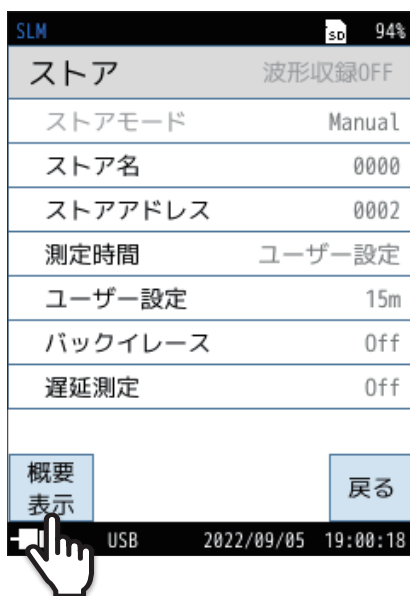 SLM SD 94%
ストア 波形収録OFF
ストアモード Manual
ストア名 0000
ストアアドレス 0002
測定時間 ユーザー設定
ユーザー設定 15m
バックイレース Off
遅延測定 Off
概要
表示
戻る
USB 2022/09/05 19:00:18